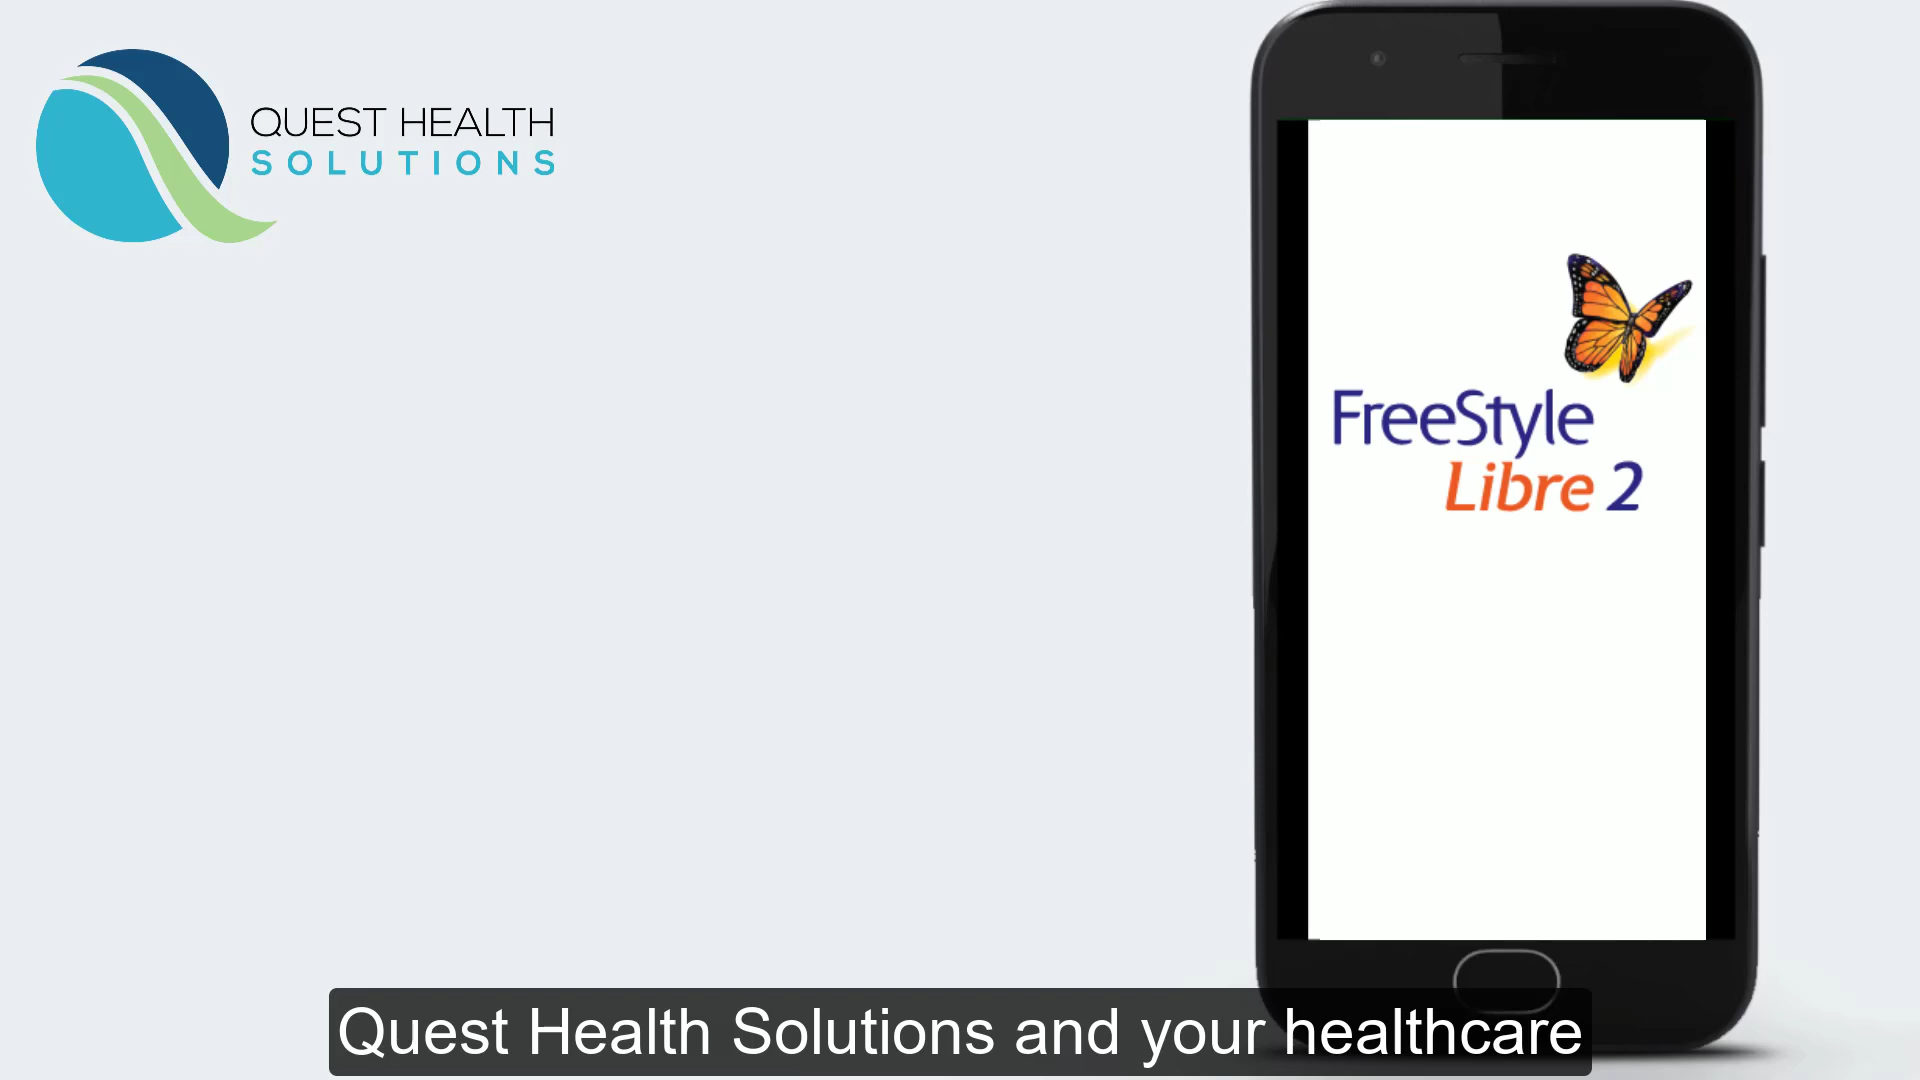 QUEST HEALTH
SOLUTIONS
FreeStyle
Libre 2
Quest Health Solutions and your healthcare